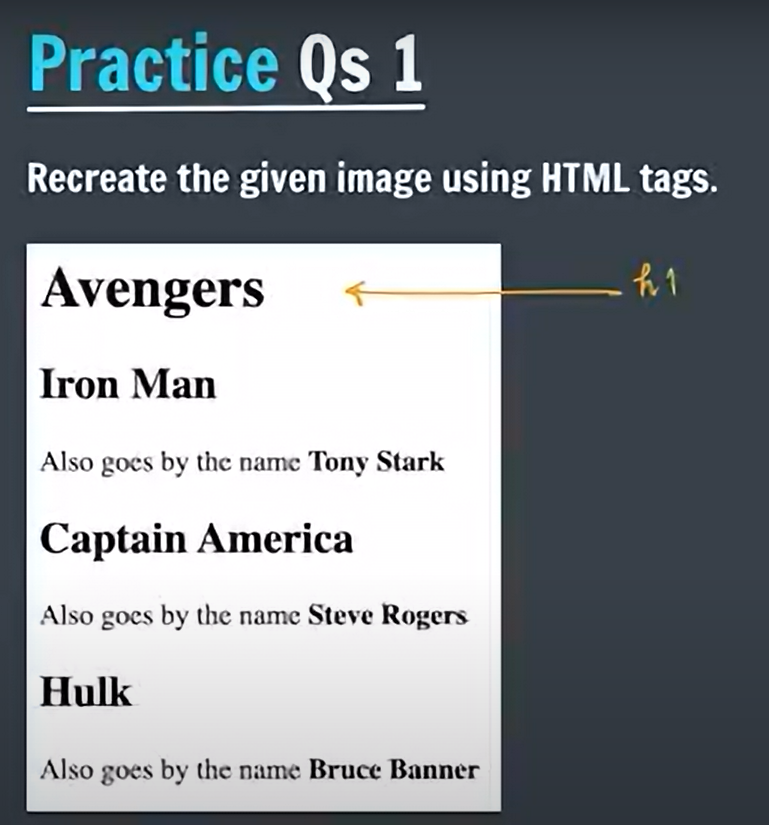 Practice Qs 1
Recreate the given image using HTML tags.
Avengers
h1
Iron Man
Also goes by the name Tony Stark
Captain America
Also goes by the name Steve Rogers
Hulk
Also goes by the name Bruce Banner